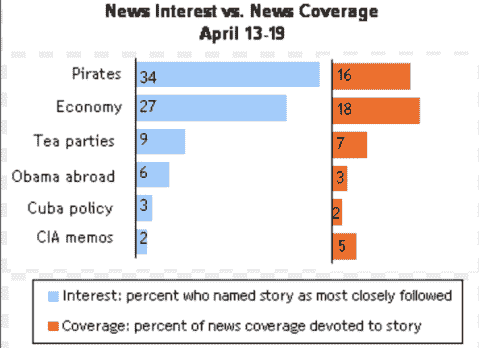 News Interest vs. News Coverage
April 13-19
Pirates 34 16
Economy 27 18
Tea parties 9 7
Obama abroad 6 3
Cuba policy 3 2
CIA memos 2 5
Interest: percent who named story as most closely followed
Coverage: percent of news coverage devoted to story